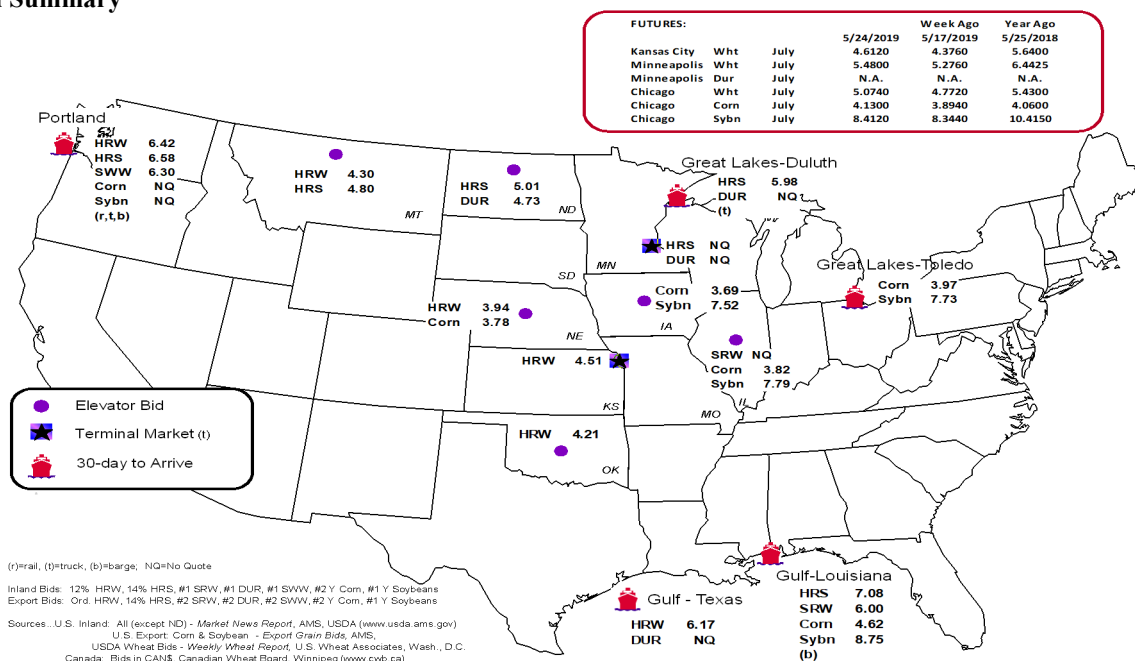 Summary
FUTURES: Week Ago Year Ago
5/24/2019 5/17/2019 5/25/2018
Kansas City Wht July 4.6120 4.3760 5.6400
Minneapolis Wht July 5.4800 5.2760 6.4425
Minneapolis Dur July N.A. N.A. N.A.
Chicago Wht July 5.0740 4.7720 5.4300
Chicago Corn July 4.1300 3.8940 4.0600
Chicago Sybn July 8.4120 8.3440 10.4150
Portland
HRW 6.42
HRS 6.58
SWW 6.30
Corn NQ
Sybn NQ
(r,t,b)
HRW 4.30
HRS 4.80
MT
HRS 5.01
DUR 4.73
ND
Great Lakes-Duluth
HRS 5.98
DUR NQ
(t)
HRS NQ
DUR NQ
MN
SD
Great Lakes-Toledo
Corn 3.97
Sybn 7.73
Corn 3.69
Sybn 7.52
IA
HRW 3.94
Corn 3.78
NE
SRW NQ
Corn 3.82
Sybn 7.79
IL
HRW 4.51
KS
MO
HRW 4.21
OK
Elevator Bid
Terminal Market (t)
30-day to Arrive
Gulf-Louisiana
HRS 7.08
SRW 6.00
Corn 4.62
Sybn 8.75
(b)
Gulf - Texas
HRW 6.17
DUR NQ
(r)=rail, (t)=truck, (b)=barge; NQ=No Quote
Inland Bids: 12% HRW, 14% HRS, #1 SRW, #1 DUR, #1 SWW, #2 Y Corn, #1 Y Soybeans
Export Bids: Ord. HRW, 14% HRS, #2 SRW, #2 DUR, #2 SWW, #2 Y Corn, #1 Y Soybeans
Sources...U.S. Inland: All (except ND) - Market News Report, AMS, USDA (www.usda.ams.gov)
U.S. Export: Corn & Soybean - Export Grain Bids, AMS,
USDA Wheat Bids - Weekly Wheat Report, U.S. Wheat Associates, Wash., D.C.
Canada: Bids in CAN$, Canadian Wheat Board, Winnipeg (www.cwb.ca)